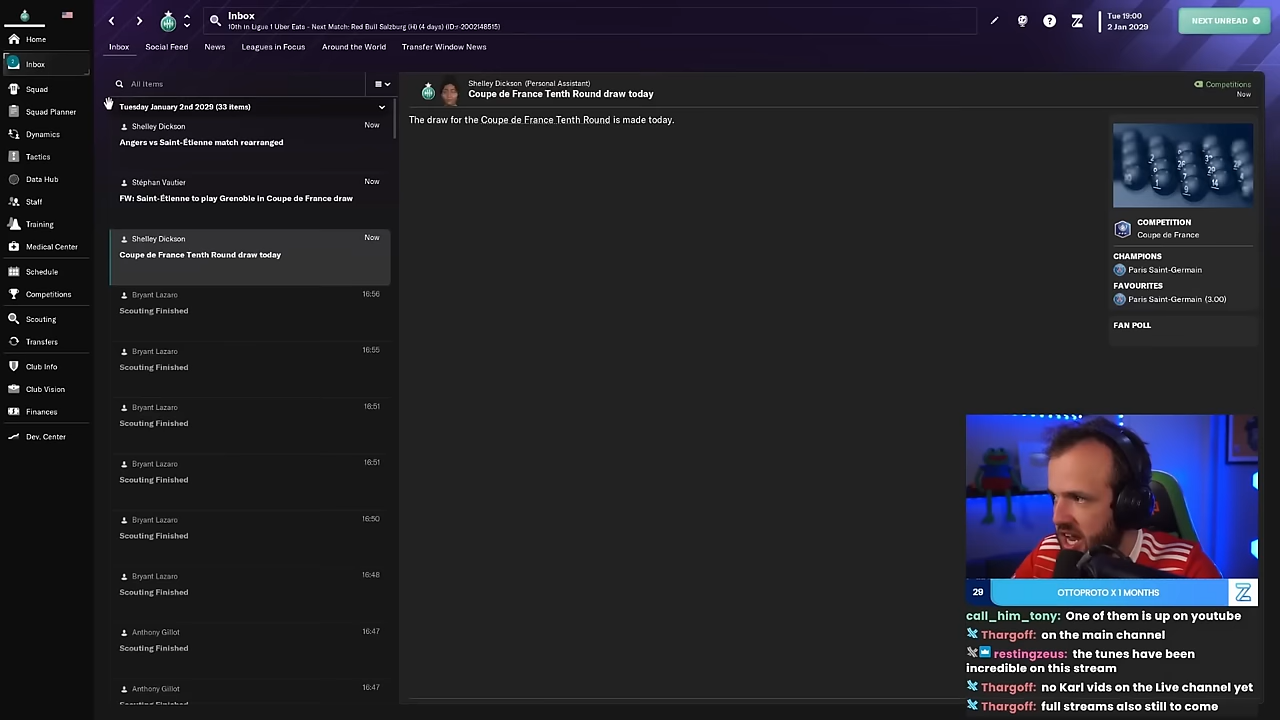 Inbox
10th in Ligue 1 Uber Eats - Next Match: Red Bull Salzburg (H) (4 days) (ID:r-2002148515)
Tue 19:00
2 Jan 2029
NEXT UNREAD
Inbox
Social Feed
News
Leagues in Focus
Around the World
Transfer Window News
Home
2
Inbox
Squad
Squad Planner
Dynamics
Tactics
Data Hub
Staff
Training
Medical Center
Schedule
Competitions
Scouting
Transfers
Club Info
Club Vision
Finances
Dev. Center
All Items
Tuesday January 2nd 2029 (33 items)
Shelley Dickson
Now
Angers vs Saint-Étienne match rearranged
Stéphan Vautier
Now
FW: Saint-Étienne to play Grenoble in Coupe de France draw
Shelley Dickson
Now
Coupe de France Tenth Round draw today
Bryant Lazaro
16:56
Scouting Finished
Bryant Lazaro
16:55
Scouting Finished
Bryant Lazaro
16:51
Scouting Finished
Bryant Lazaro
16:51
Scouting Finished
Bryant Lazaro
16:50
Scouting Finished
Bryant Lazaro
16:48
Scouting Finished
Anthony Gillot
16:47
Scouting Finished
Anthony Gillot
16:47
Scouting Finished
Shelley Dickson (Personal Assistant)
Coupe de France Tenth Round draw today
Competitions
Now
The draw for the Coupe de France Tenth Round is made today.
COMPETITION
Coupe de France
CHAMPIONS
Paris Saint-Germain
FAVOURITES
Paris Saint-Germain (3.00)
FAN POLL
29
OTTOPROTO X 1 MONTHS
call_him_tony: One of them is up on youtube
Thargoff: on the main channel
restingzeus: the tunes have been
incredible on this stream
Thargoff: no Karl vids on the Live channel yet
Thargoff: full streams also still to come